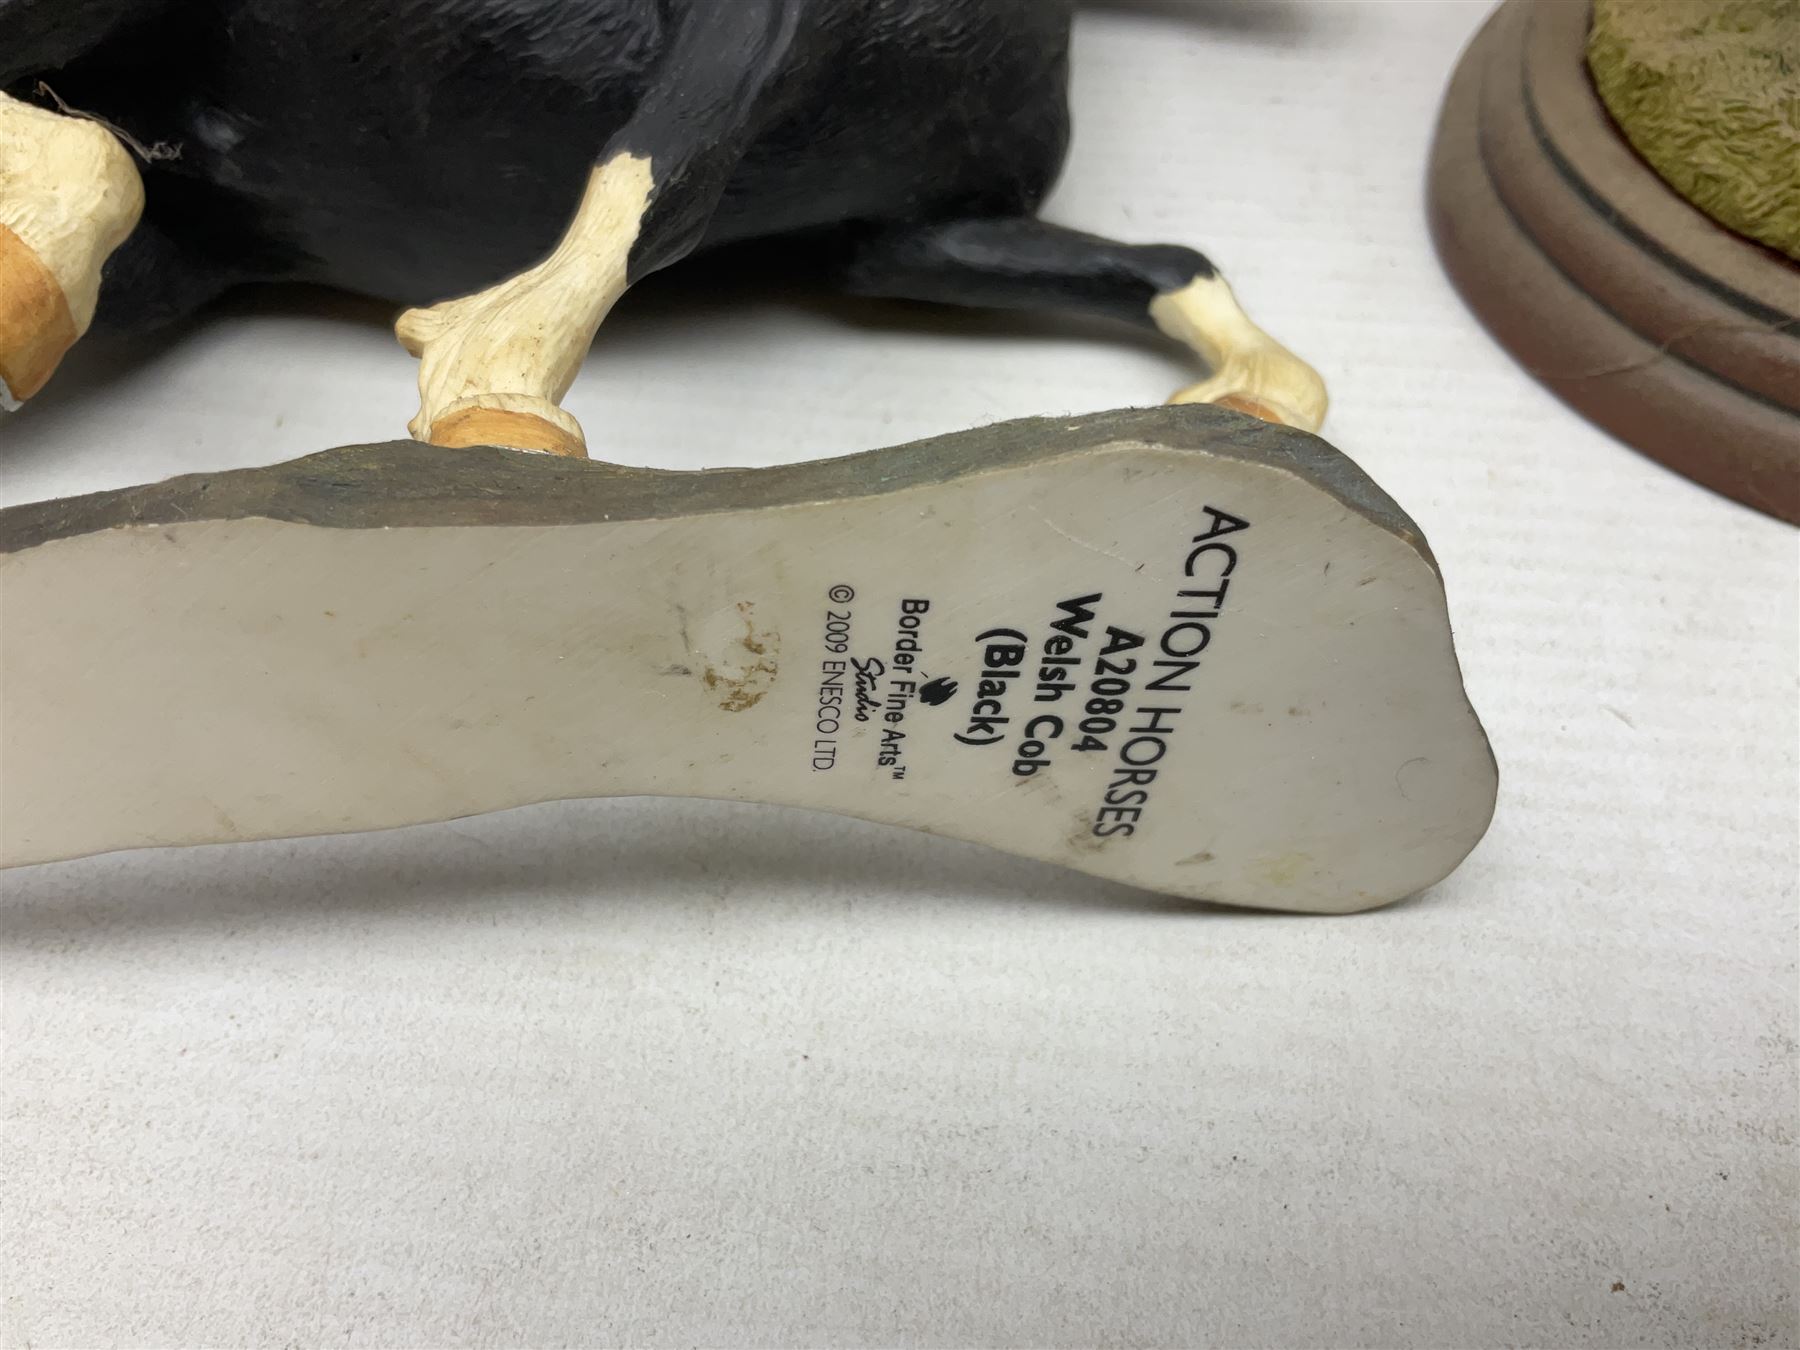 ACTION HORSES
A20804
Welsh Cob
(Black)
Border Fine Arts™
Studio
© 2009 ENESCO LTD.